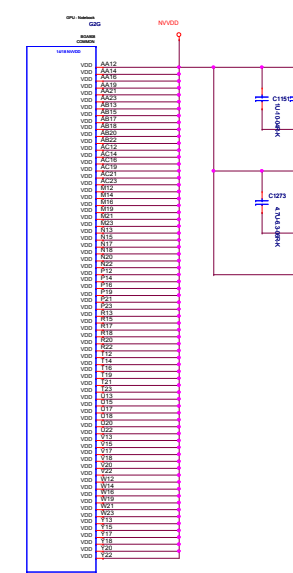 GPU - Notebook
G2G
NVVDD
BGA908
COMMON
14/18 NVVDD
VDD AA12
VDD AA14
VDD AA16
VDD AA19
VDD AA21
VDD AA23
VDD AB13
VDD AB15
VDD AB17
VDD AB18
VDD AB20
VDD AB22
VDD AC12
VDD AC14
VDD AC16
VDD AC19
VDD AC21
VDD AC23
VDD M12
VDD M14
VDD M16
VDD M19
VDD M21
VDD M23
VDD N13
VDD N15
VDD N17
VDD N18
VDD N20
VDD N22
VDD P12
VDD P14
VDD P16
VDD P19
VDD P21
VDD P23
VDD R13
VDD R15
VDD R17
VDD R18
VDD R20
VDD R22
VDD T12
VDD T14
VDD T16
VDD T19
VDD T21
VDD T23
VDD U13
VDD U15
VDD U17
VDD U18
VDD U20
VDD U22
VDD V13
VDD V15
VDD V17
VDD V18
VDD V20
VDD V22
VDD W12
VDD W14
VDD W16
VDD W19
VDD W21
VDD W23
VDD Y13
VDD Y15
VDD Y17
VDD Y18
VDD Y20
VDD Y22
C1151
C1273